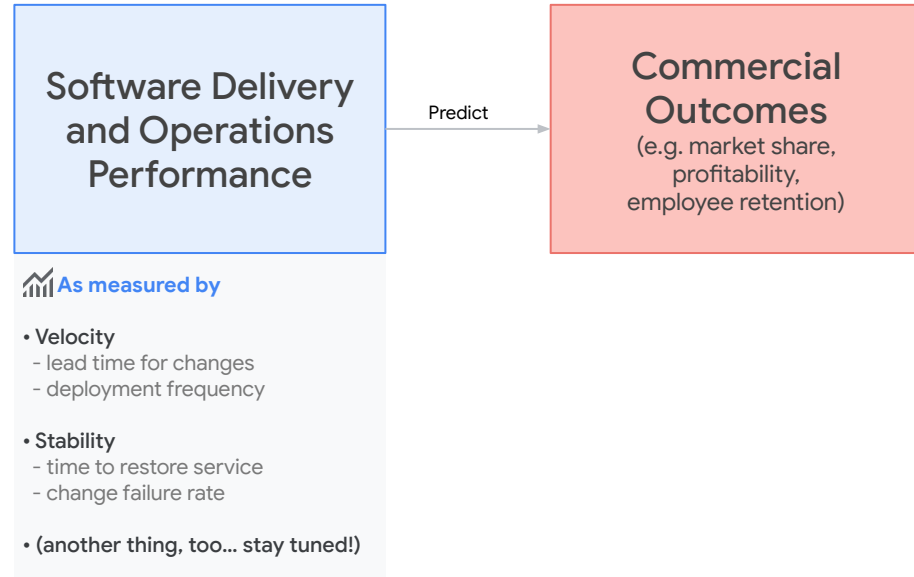 Software Delivery
and Operations
Performance
Predict
Commercial
Outcomes
(e.g. market share,
profitability,
employee retention)
As measured by
• Velocity
- lead time for changes
- deployment frequency
• Stability
- time to restore service
- change failure rate
• (another thing, too... stay tuned!)